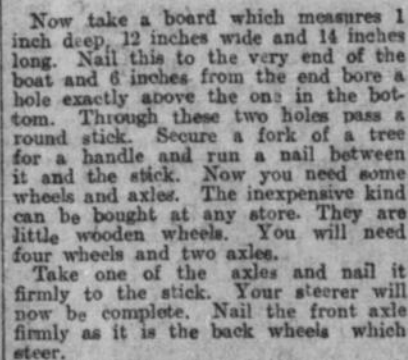 Now take a board which measures 1
inch deep, 12 inches wide and 14 inches
long. Nail this to the very end of the
boat and 6 inches from the end bore a
hole exactly above the one in the bot-
tom. Through these two holes pass a
round stick. Secure a fork of a tree
for a handle and run a nail between
it and the stick. Now you need some
wheels and axles. The inexpensive kind
can be bought at any store. They are
little wooden wheels. You will need
four wheels and two axles.
Take one of the axles and nail it
firmly to the stick. Your steerer will
now be complete. Nail the front axle
firmly as it is the back wheels which
steer.